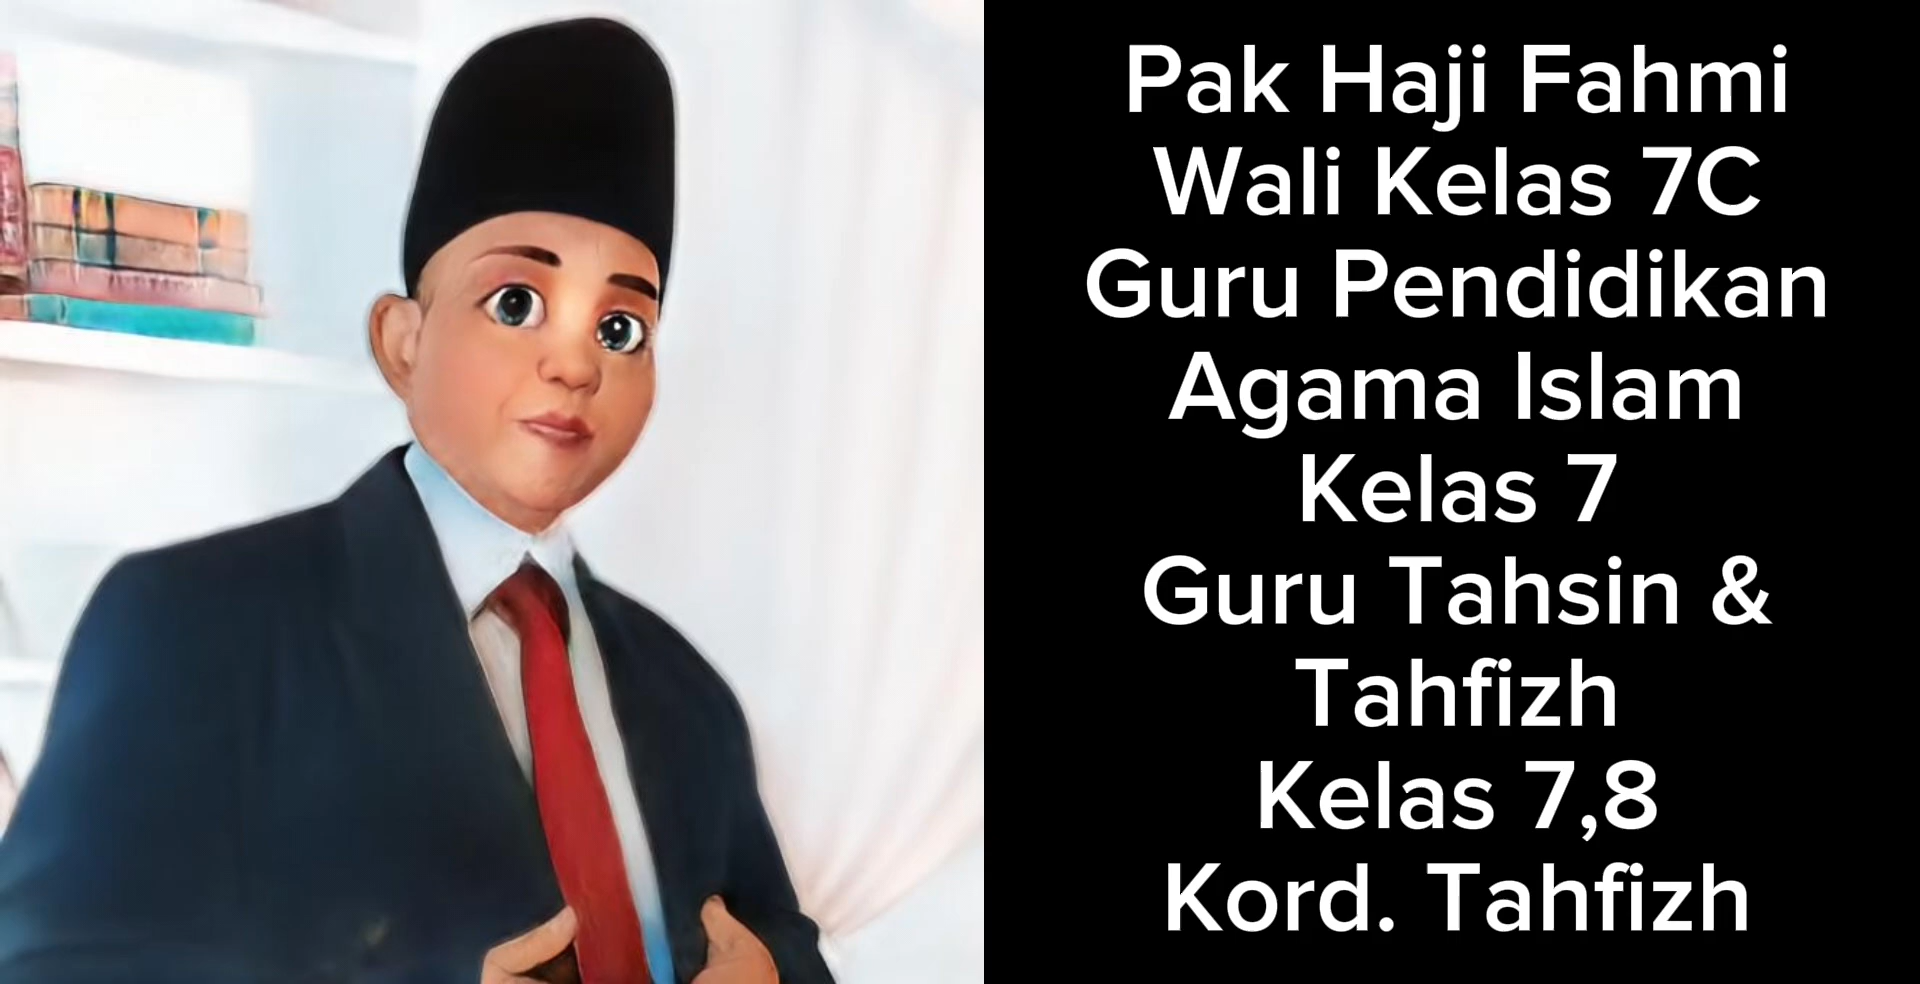 Pak Haji Fahmi
Wali Kelas 7C
Guru Pendidikan
Agama Islam
Kelas 7
Guru Tahsin &
Tahfizh
Kelas 7,8
Kord. Tahfizh